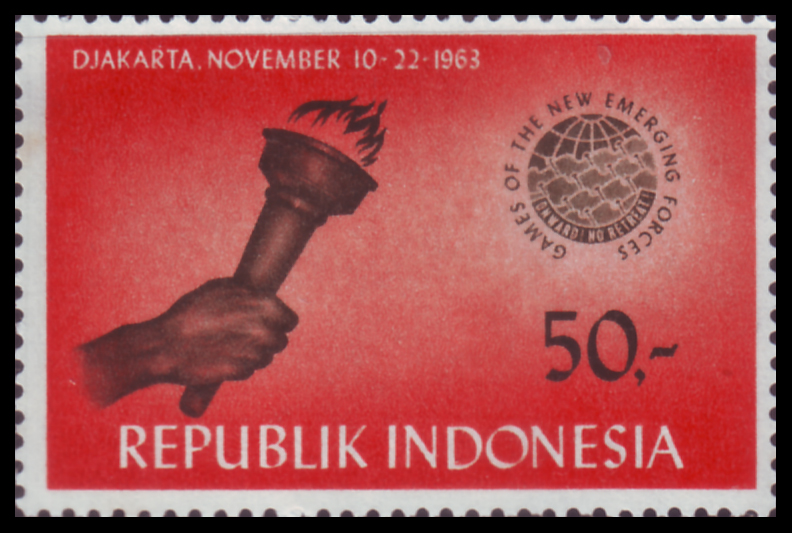 DJAKARTA, NOVEMBER 10-22-1963
GAMES OF THE NEW EMERGING FORCES
ONWARD! NO RETREAT!
50,-
REPUBLIK INDONESIA